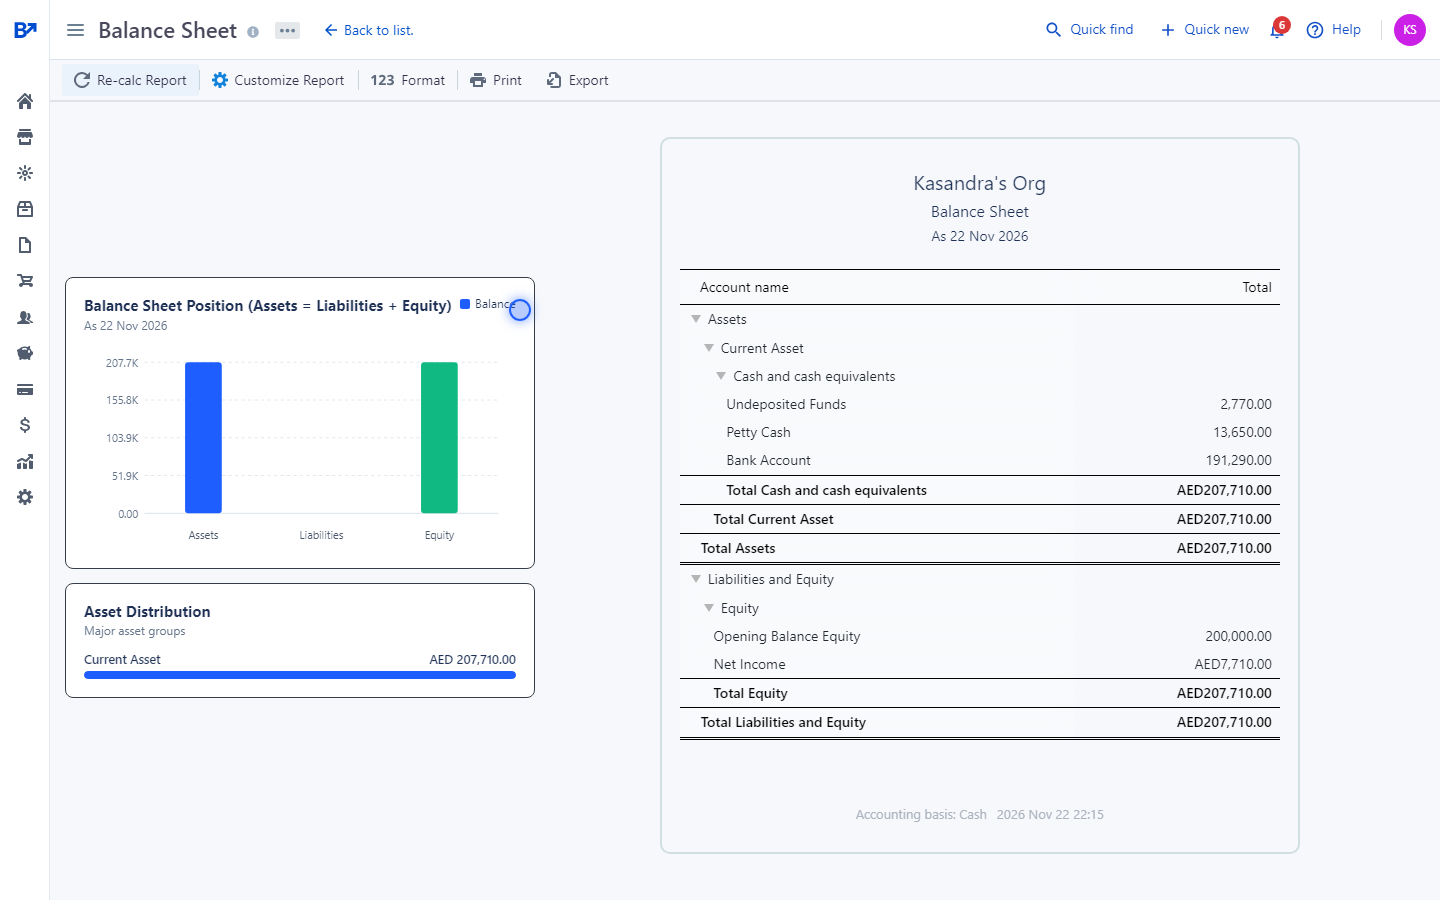 Balance Sheet
Back to list.
Quick find
Quick new
6
Help
KS
Re-calc Report
Customize Report
123 Format
Print
Export
Balance Sheet Position (Assets = Liabilities + Equity)
Balance
As 22 Nov 2026
207.7K
155.8K
103.9K
51.9K
0.00
Assets
Liabilities
Equity
Asset Distribution
Major asset groups
Current Asset AED 207,710.00
Kasandra's Org
Balance Sheet
As 22 Nov 2026
Account name Total
Assets
Current Asset
Cash and cash equivalents
Undeposited Funds 2,770.00
Petty Cash 13,650.00
Bank Account 191,290.00
Total Cash and cash equivalents AED207,710.00
Total Current Asset AED207,710.00
Total Assets AED207,710.00
Liabilities and Equity
Equity
Opening Balance Equity 200,000.00
Net Income AED7,710.00
Total Equity AED207,710.00
Total Liabilities and Equity AED207,710.00
Accounting basis: Cash 2026 Nov 22 22:15